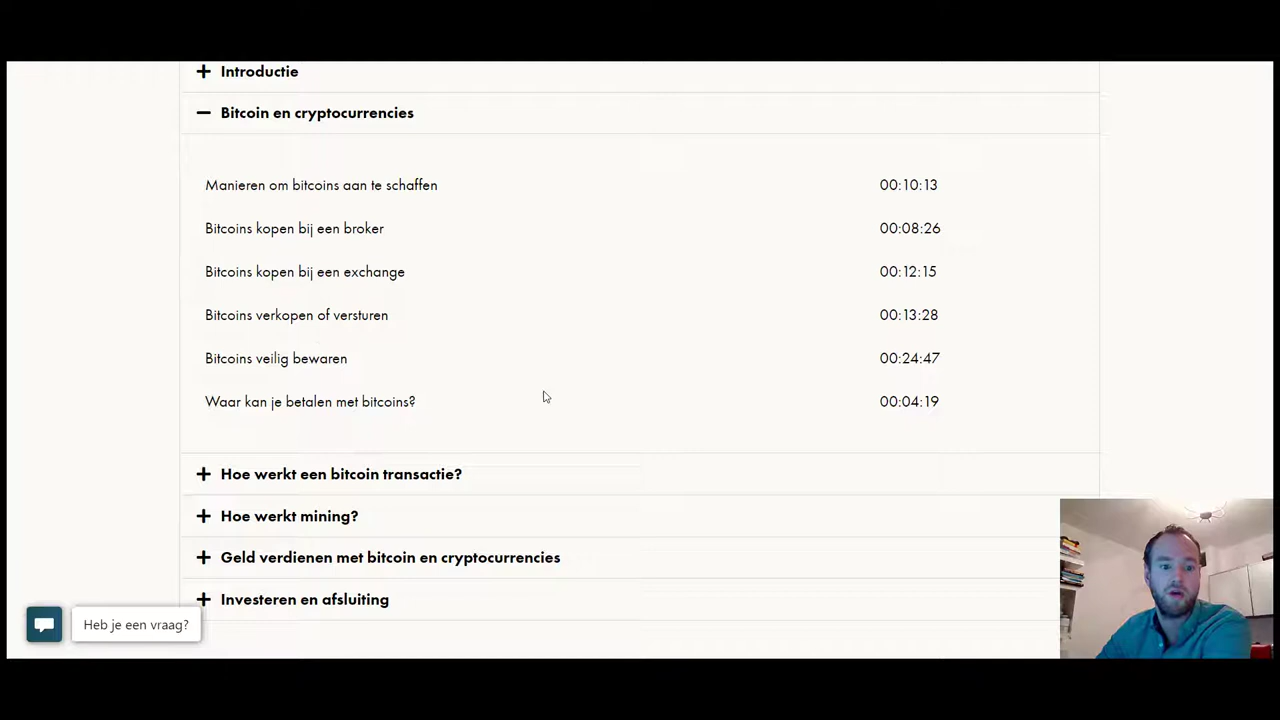 Introductie
Bitcoin en cryptocurrencies
Manieren om bitcoins aan te schaffen 00:10:13
Bitcoins kopen bij een broker 00:08:26
Bitcoins kopen bij een exchange 00:12:15
Bitcoins verkopen of versturen 00:13:28
Bitcoins veilig bewaren 00:24:47
Waar kan je betalen met bitcoins? 00:04:19
Hoe werkt een bitcoin transactie?
Hoe werkt mining?
Geld verdienen met bitcoin en cryptocurrencies
Investeren en afsluiting
Heb je een vraag?